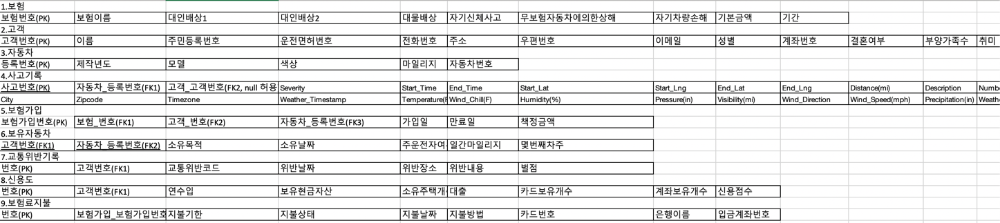 1.보험
보험번호(PK) 보험이름 대인배상1 대인배상2 대물배상 자기신체사고 무보험자동차에의한상해 자기차량손해 기본금액 기간
2.고객
고객번호(PK) 이름 주민등록번호 운전면허번호 전화번호 주소 우편번호 이메일 성별 계좌번호 결혼여부 부양가족수 취미
3.자동차
등록번호(PK) 제작년도 모델 색상 마일리지 자동차번호
4.사고기록
사고번호(PK) 자동차_등록번호(FK1) 고객_고객번호(FK2, null 허용 Severity Start_Time End_Time Start_Lat Start_Lng End_Lat End_Lng Distance(mi) Description Numb
City Zipcode Timezone Weather_Timestamp Temperature(F Wind_Chill(F) Humidity(%) Pressure(in) Visibility(mi) Wind_Direction Wind_Speed(mph) Precipitation(in) Weath
5.보험가입
보험가입번호(PK) 보험_번호(FK1) 고객_번호(FK2) 자동차_등록번호(FK3) 가입일 만료일 책정금액
6.보유자동차
고객번호(FK1) 자동차_등록번호(FK2) 소유목적 소유날짜 주운전자여 일간마일리지 몇번째차주
7.교통위반기록
번호(PK) 고객번호(FK1) 교통위반코드 위반날짜 위반장소 위반내용 벌점
8.신용도
번호(PK) 고객번호(FK1) 연수입 보유현금자산 소유주택개 대출 카드보유개수 계좌보유개수 신용점수
9.보험료지불
번호(PK) 보험가입_보험가입번호 지불기한 지불상태 지불날짜 지불방법 카드번호 은행이름 입금계좌번호